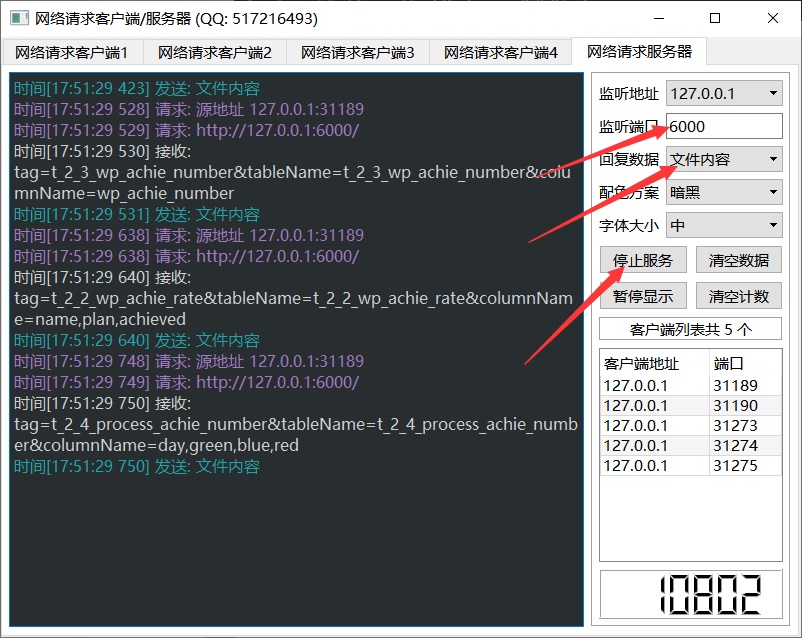 网络请求客户端/服务器 (QQ: 517216493)
网络请求客户端1 网络请求客户端2 网络请求客户端3 网络请求客户端4 网络请求服务器
时间[17:51:29 423] 发送: 文件内容
时间[17:51:29 528] 请求: 源地址 127.0.0.1:31189
时间[17:51:29 529] 请求: http://127.0.0.1:6000/
时间[17:51:29 530] 接收:
tag=t_2_3_wp_achie_number&tableName=t_2_3_wp_achie_number&colu
mnName=wp_achie_number
时间[17:51:29 531] 发送: 文件内容
时间[17:51:29 638] 请求: 源地址 127.0.0.1:31189
时间[17:51:29 638] 请求: http://127.0.0.1:6000/
时间[17:51:29 640] 接收:
tag=t_2_2_wp_achie_rate&tableName=t_2_2_wp_achie_rate&columnNam
e=name,plan,achieved
时间[17:51:29 640] 发送: 文件内容
时间[17:51:29 748] 请求: 源地址 127.0.0.1:31189
时间[17:51:29 749] 请求: http://127.0.0.1:6000/
时间[17:51:29 750] 接收:
tag=t_2_4_process_achie_number&tableName=t_2_4_process_achie_numb
er&columnName=day,green,blue,red
时间[17:51:29 750] 发送: 文件内容
监听地址 127.0.0.1
监听端口 6000
回复数据 文件内容
配色方案 暗黑
字体大小 中
停止服务 清空数据
暂停显示 清空计数
客户端列表共 5 个
客户端地址 端口
127.0.0.1 31189
127.0.0.1 31190
127.0.0.1 31273
127.0.0.1 31274
127.0.0.1 31275
10802